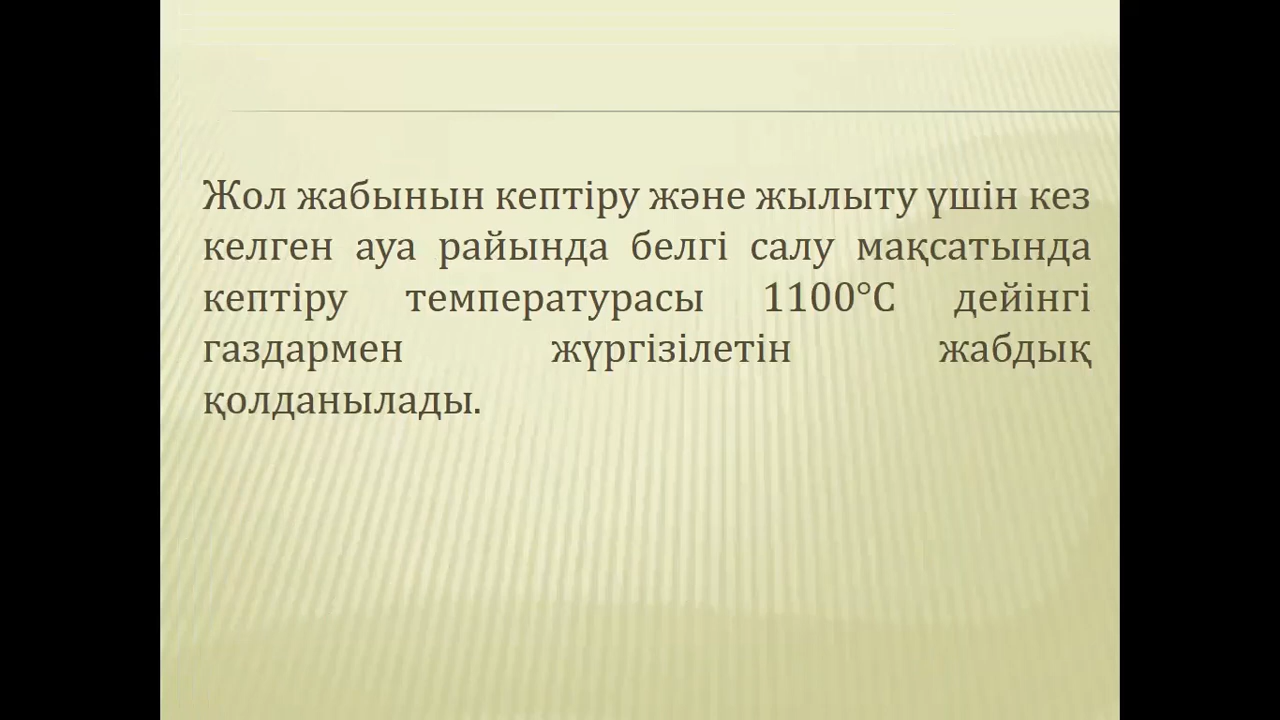 Жол жабынын кептіру және жылыту үшін кез
келген ауа райында белгі салу мақсатында
кептіру температурасы 1100°С дейінгі
газдармен жүргізілетін жабдық
қолданылады.